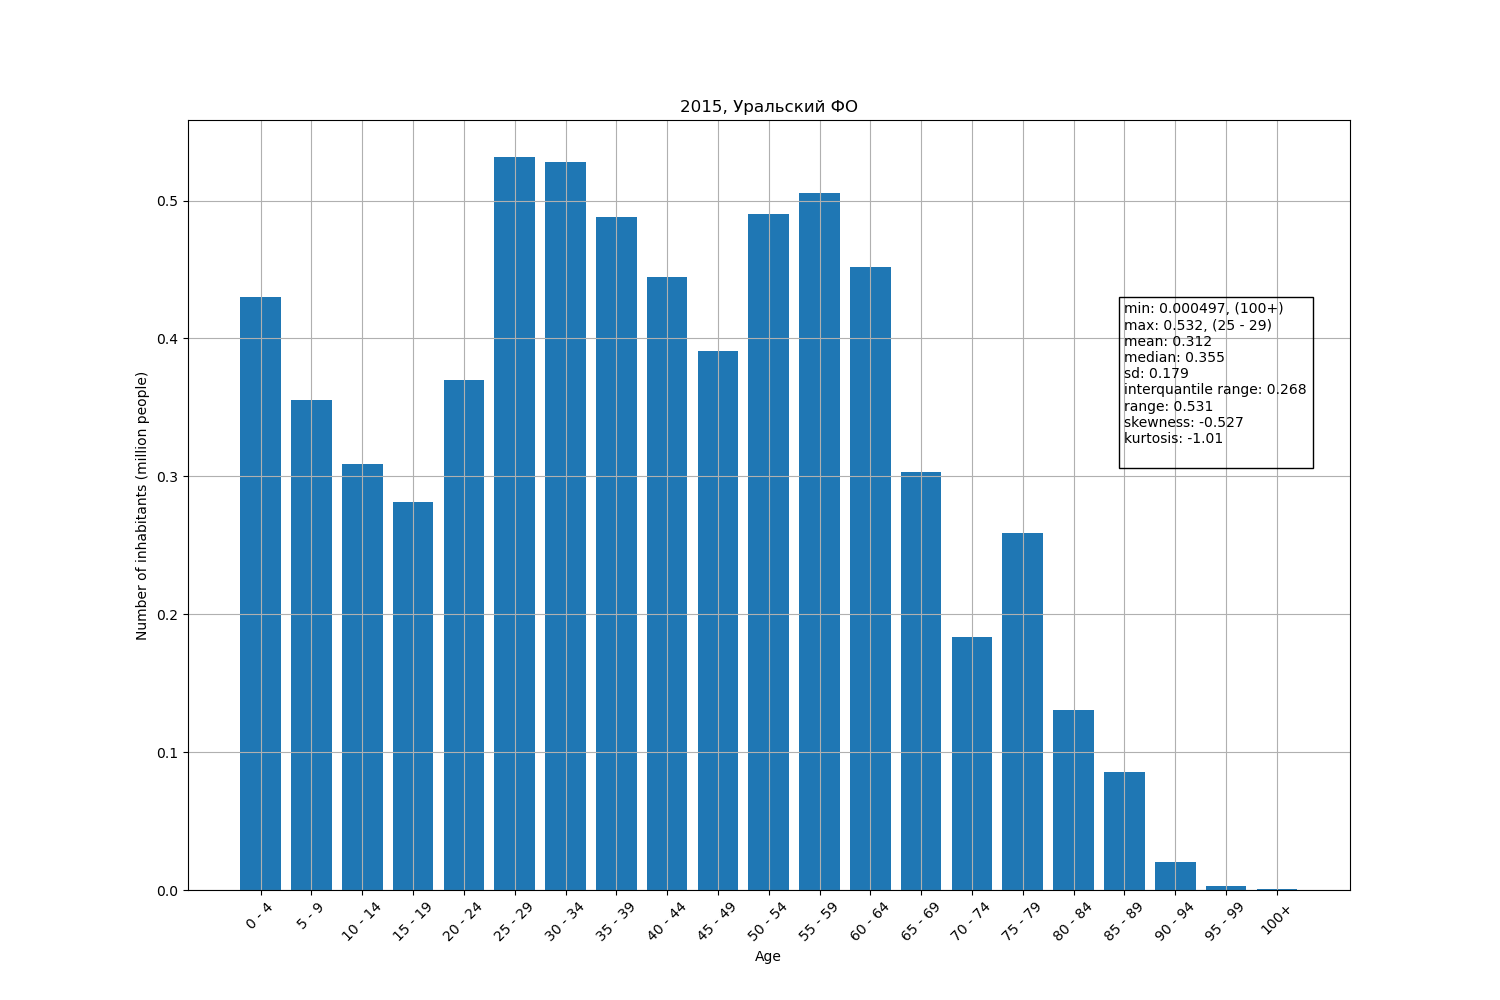 2015, Уральский ФО
Number of inhabitants (million people)
0.5
0.4
0.3
0.2
0.1
0.0
min: 0.000497, (100+)
max: 0.532, (25 - 29)
mean: 0.312
median: 0.355
sd: 0.179
interquantile range: 0.268
range: 0.531
skewness: -0.527
kurtosis: -1.01
0 - 4
5 - 9
10 - 14
15 - 19
20 - 24
25 - 29
30 - 34
35 - 39
40 - 44
45 - 49
50 - 54
55 - 59
60 - 64
65 - 69
70 - 74
75 - 79
80 - 84
85 - 89
90 - 94
95 - 99
100+
Age